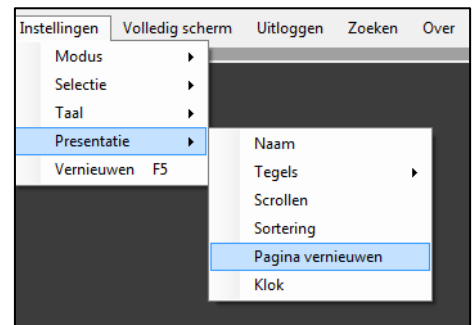 Instellingen Volledig scherm Uitloggen Zoeken Over
Modus
Selectie
Taal
Presentatie
Vernieuwen F5
Naam
Tegels
Scrollen
Sortering
Pagina vernieuwen
Klok